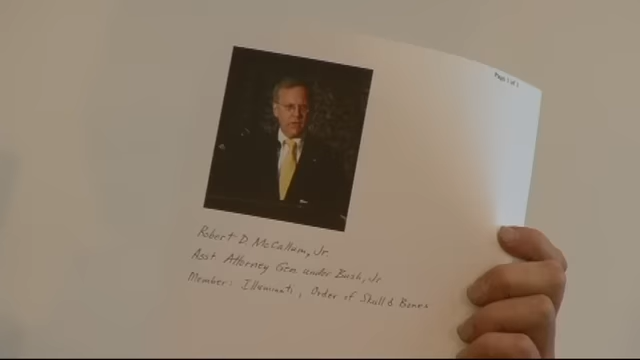 Page 1 of 1
Robert D. McCallum, Jr.
Asst Attorney Gen under Bush, Jr
Member: Illuminati, Order of Skull & Bones